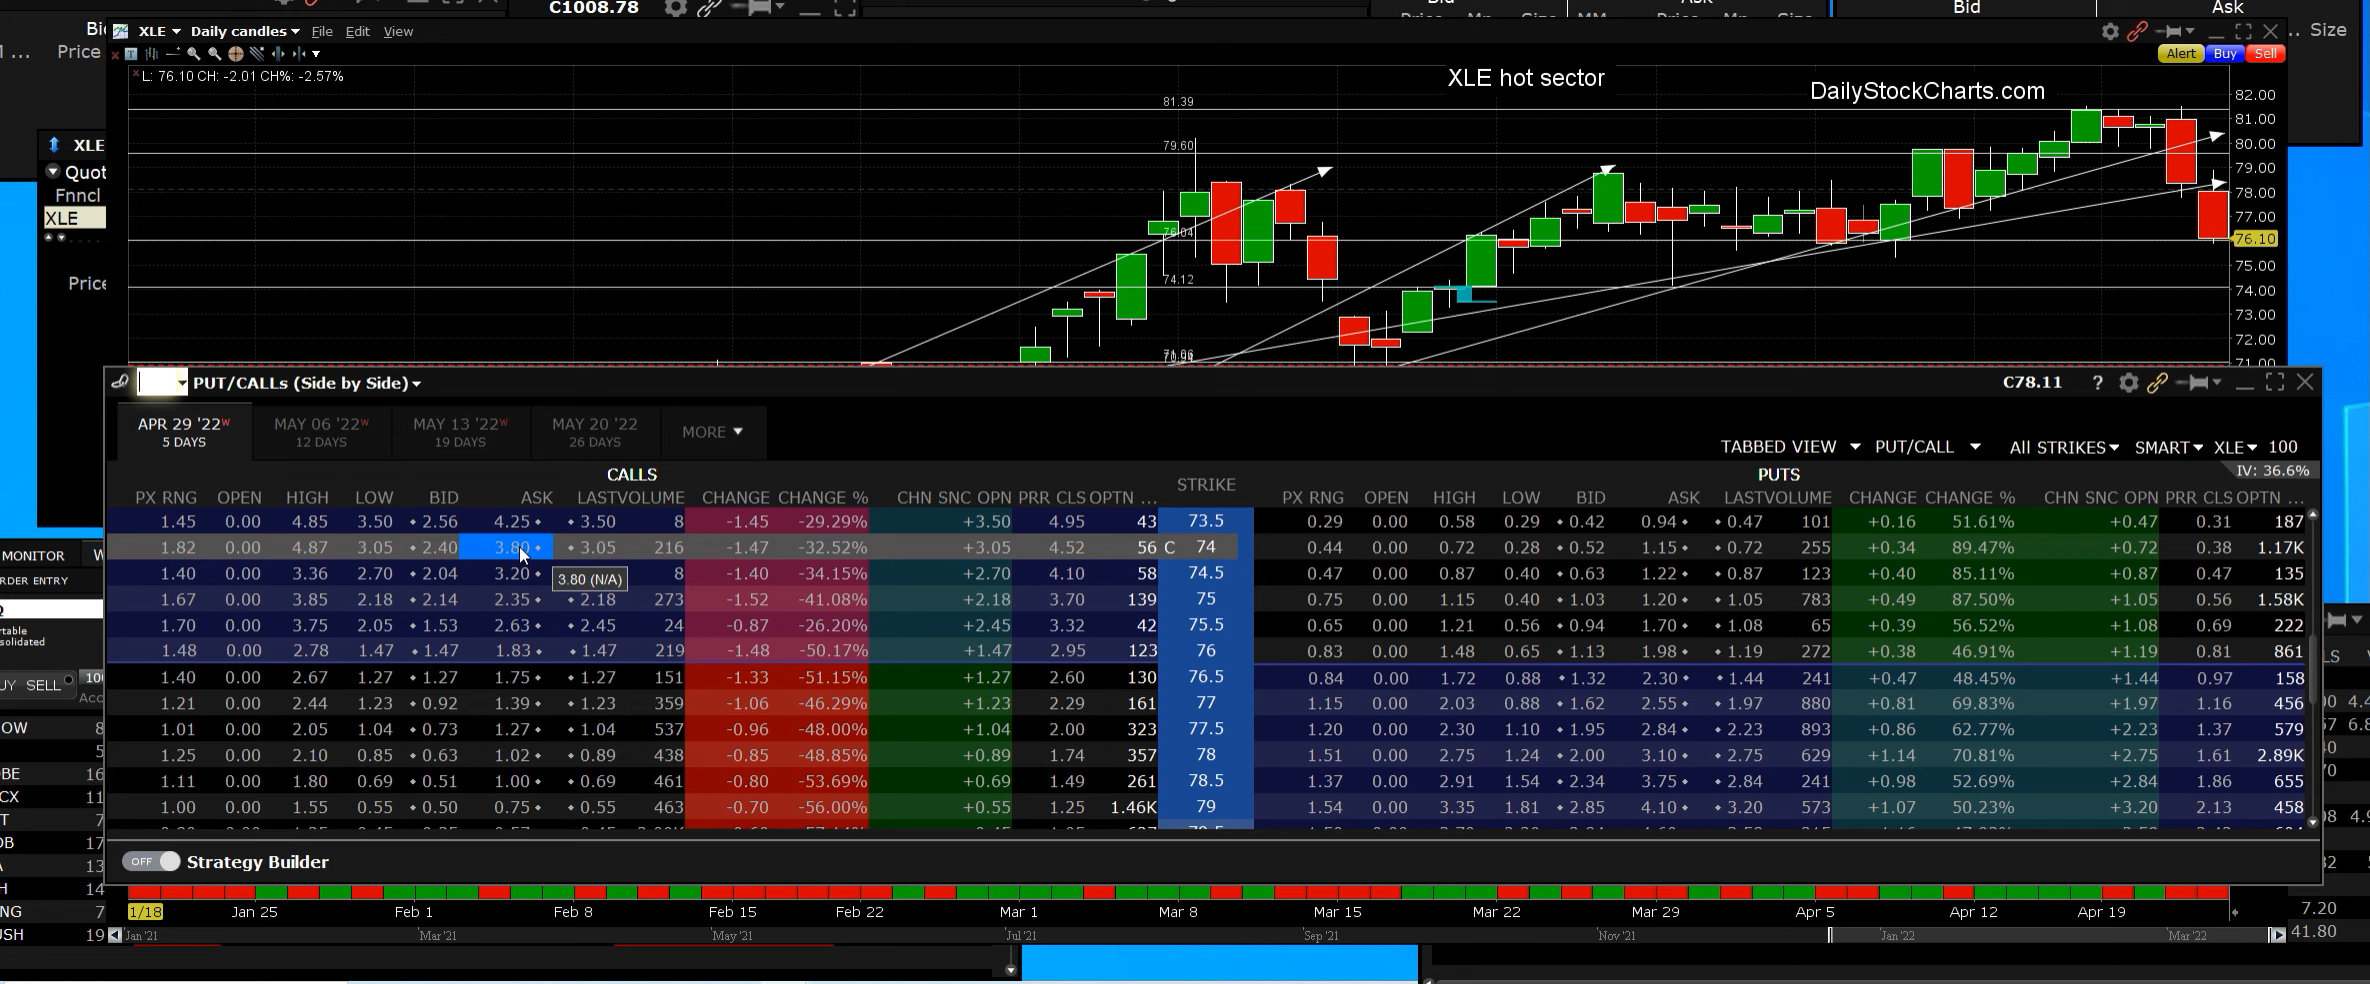 C1008.78
Bid
Ask
XLE Daily candles File Edit View
Size
Price
Alert Buy Sell
L: 76.10 CH: -2.01 CH%: -2.57%
XLE hot sector
DailyStockCharts.com
81.39
79.60
76.04
74.12
82.00
81.00
80.00
79.00
78.00
77.00
76.10
75.00
74.00
73.00
72.00
71.00
XLE
Quot
Fnncl
XLE
Price
PUT/CALLs (Side by Side) C78.11 ?
APR 29 '22W MAY 06 '22W MAY 13 '22W MAY 20 '22 MORE
5 DAYS 12 DAYS 19 DAYS 26 DAYS
TABBED VIEW PUT/CALL All STRIKES SMART XLE 100
IV: 36.6%
CALLS STRIKE PUTS
PX RNG OPEN HIGH LOW BID ASK LASTVOLUME CHANGE CHANGE % CHN SNC OPN PRR CLS OPTN ... PX RNG OPEN HIGH LOW BID ASK LASTVOLUME CHANGE CHANGE % CHN SNC OPN PRR CLS OPTN ...
1.45 0.00 4.85 3.50 2.56 4.25 3.50 8 -1.45 -29.29% +3.50 4.95 43 73.5 0.29 0.00 0.58 0.29 0.42 0.94 0.47 101 +0.16 51.61% +0.47 0.31 187
1.82 0.00 4.87 3.05 2.40 3.80 3.05 216 -1.47 -32.52% +3.05 4.52 56 C 74 0.44 0.00 0.72 0.28 0.52 1.15 0.72 255 +0.34 89.47% +0.72 0.38 1.17K
1.40 0.00 3.36 2.70 2.04 3.20 8 -1.40 -34.15% +2.70 4.10 58 74.5 0.47 0.00 0.87 0.40 0.63 1.22 0.87 123 +0.40 85.11% +0.87 0.47 135
3.80 (N/A)
1.67 0.00 3.85 2.18 2.14 2.35 2.18 273 -1.52 -41.08% +2.18 3.70 139 75 0.75 0.00 1.15 0.40 1.03 1.20 1.05 783 +0.49 87.50% +1.05 0.56 1.58K
1.70 0.00 3.75 2.05 1.53 2.63 2.45 24 -0.87 -26.20% +2.45 3.32 42 75.5 0.65 0.00 1.21 0.56 0.94 1.70 1.08 65 +0.39 56.52% +1.08 0.69 222
1.48 0.00 2.78 1.47 1.47 1.83 1.47 219 -1.48 -50.17% +1.47 2.95 123 76 0.83 0.00 1.48 0.65 1.13 1.98 1.19 272 +0.38 46.91% +1.19 0.81 861
1.40 0.00 2.67 1.27 1.27 1.75 1.27 151 -1.33 -51.15% +1.27 2.60 130 76.5 0.84 0.00 1.72 0.88 1.32 2.30 1.44 241 +0.47 48.45% +1.44 0.97 158
1.21 0.00 2.44 1.23 0.92 1.39 1.23 359 -1.06 -46.29% +1.23 2.29 161 77 1.15 0.00 2.03 0.88 1.62 2.55 1.97 880 +0.81 69.83% +1.97 1.16 456
1.01 0.00 2.05 1.04 0.73 1.27 1.04 537 -0.96 -48.00% +1.04 2.00 323 77.5 1.20 0.00 2.30 1.10 1.95 2.84 2.23 893 +0.86 62.77% +2.23 1.37 579
1.25 0.00 2.10 0.85 0.63 1.02 0.89 438 -0.85 -48.85% +0.89 1.74 357 78 1.51 0.00 2.75 1.24 2.00 3.10 2.75 629 +1.14 70.81% +2.75 1.61 2.89K
1.11 0.00 1.80 0.69 0.51 1.00 0.69 461 -0.80 -53.69% +0.69 1.49 261 78.5 1.37 0.00 2.91 1.54 2.34 3.75 2.84 241 +0.98 52.69% +2.84 1.86 655
1.00 0.00 1.55 0.55 0.50 0.75 0.55 463 -0.70 -56.00% +0.55 1.25 1.46K 79 1.54 0.00 3.35 1.81 2.85 4.10 3.20 573 +1.07 50.23% +3.20 2.13 458
OFF Strategy Builder
MONITOR
ORDER ENTRY
SELL
1/18 Jan 25 Feb 1 Feb 8 Feb 15 Feb 22 Mar 1 Mar 8 Mar 15 Mar 22 Mar 29 Apr 5 Apr 12 Apr 19
Jan '21 Mar '21 May '21 Jul '21 Sep '21 Nov '21 Jan '22 Mar '22
7.20
41.80